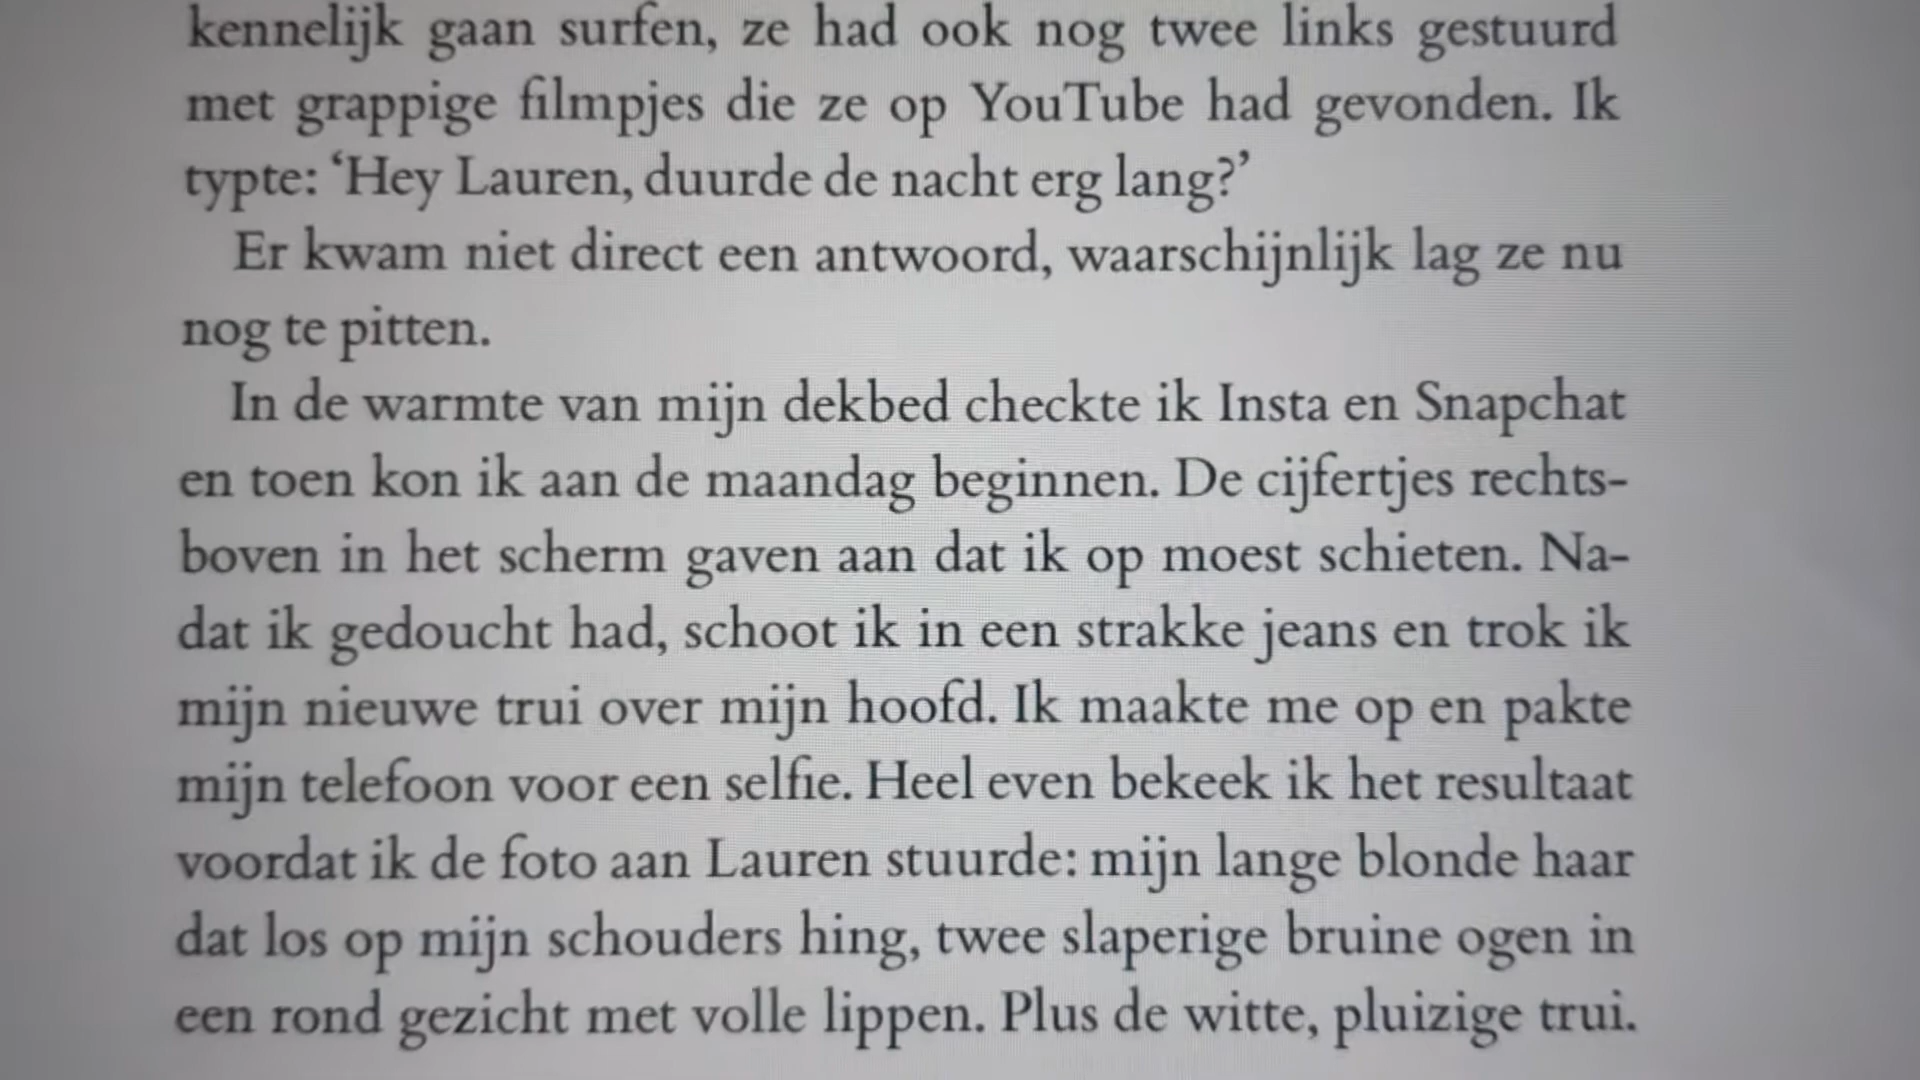 kennelijk gaan surfen, ze had ook nog twee links gestuurd
met grappige filmpjes die ze op YouTube had gevonden. Ik
typte: ‘Hey Lauren, duurde de nacht erg lang?’
Er kwam niet direct een antwoord, waarschijnlijk lag ze nu
nog te pitten.
In de warmte van mijn dekbed checkte ik Insta en Snapchat
en toen kon ik aan de maandag beginnen. De cijfertjes rechts-
boven in het scherm gaven aan dat ik op moest schieten. Na-
dat ik gedoucht had, schoot ik in een strakke jeans en trok ik
mijn nieuwe trui over mijn hoofd. Ik maakte me op en pakte
mijn telefoon voor een selfie. Heel even bekeek ik het resultaat
voordat ik de foto aan Lauren stuurde: mijn lange blonde haar
dat los op mijn schouders hing, twee slaperige bruine ogen in
een rond gezicht met volle lippen. Plus de witte, pluizige trui.